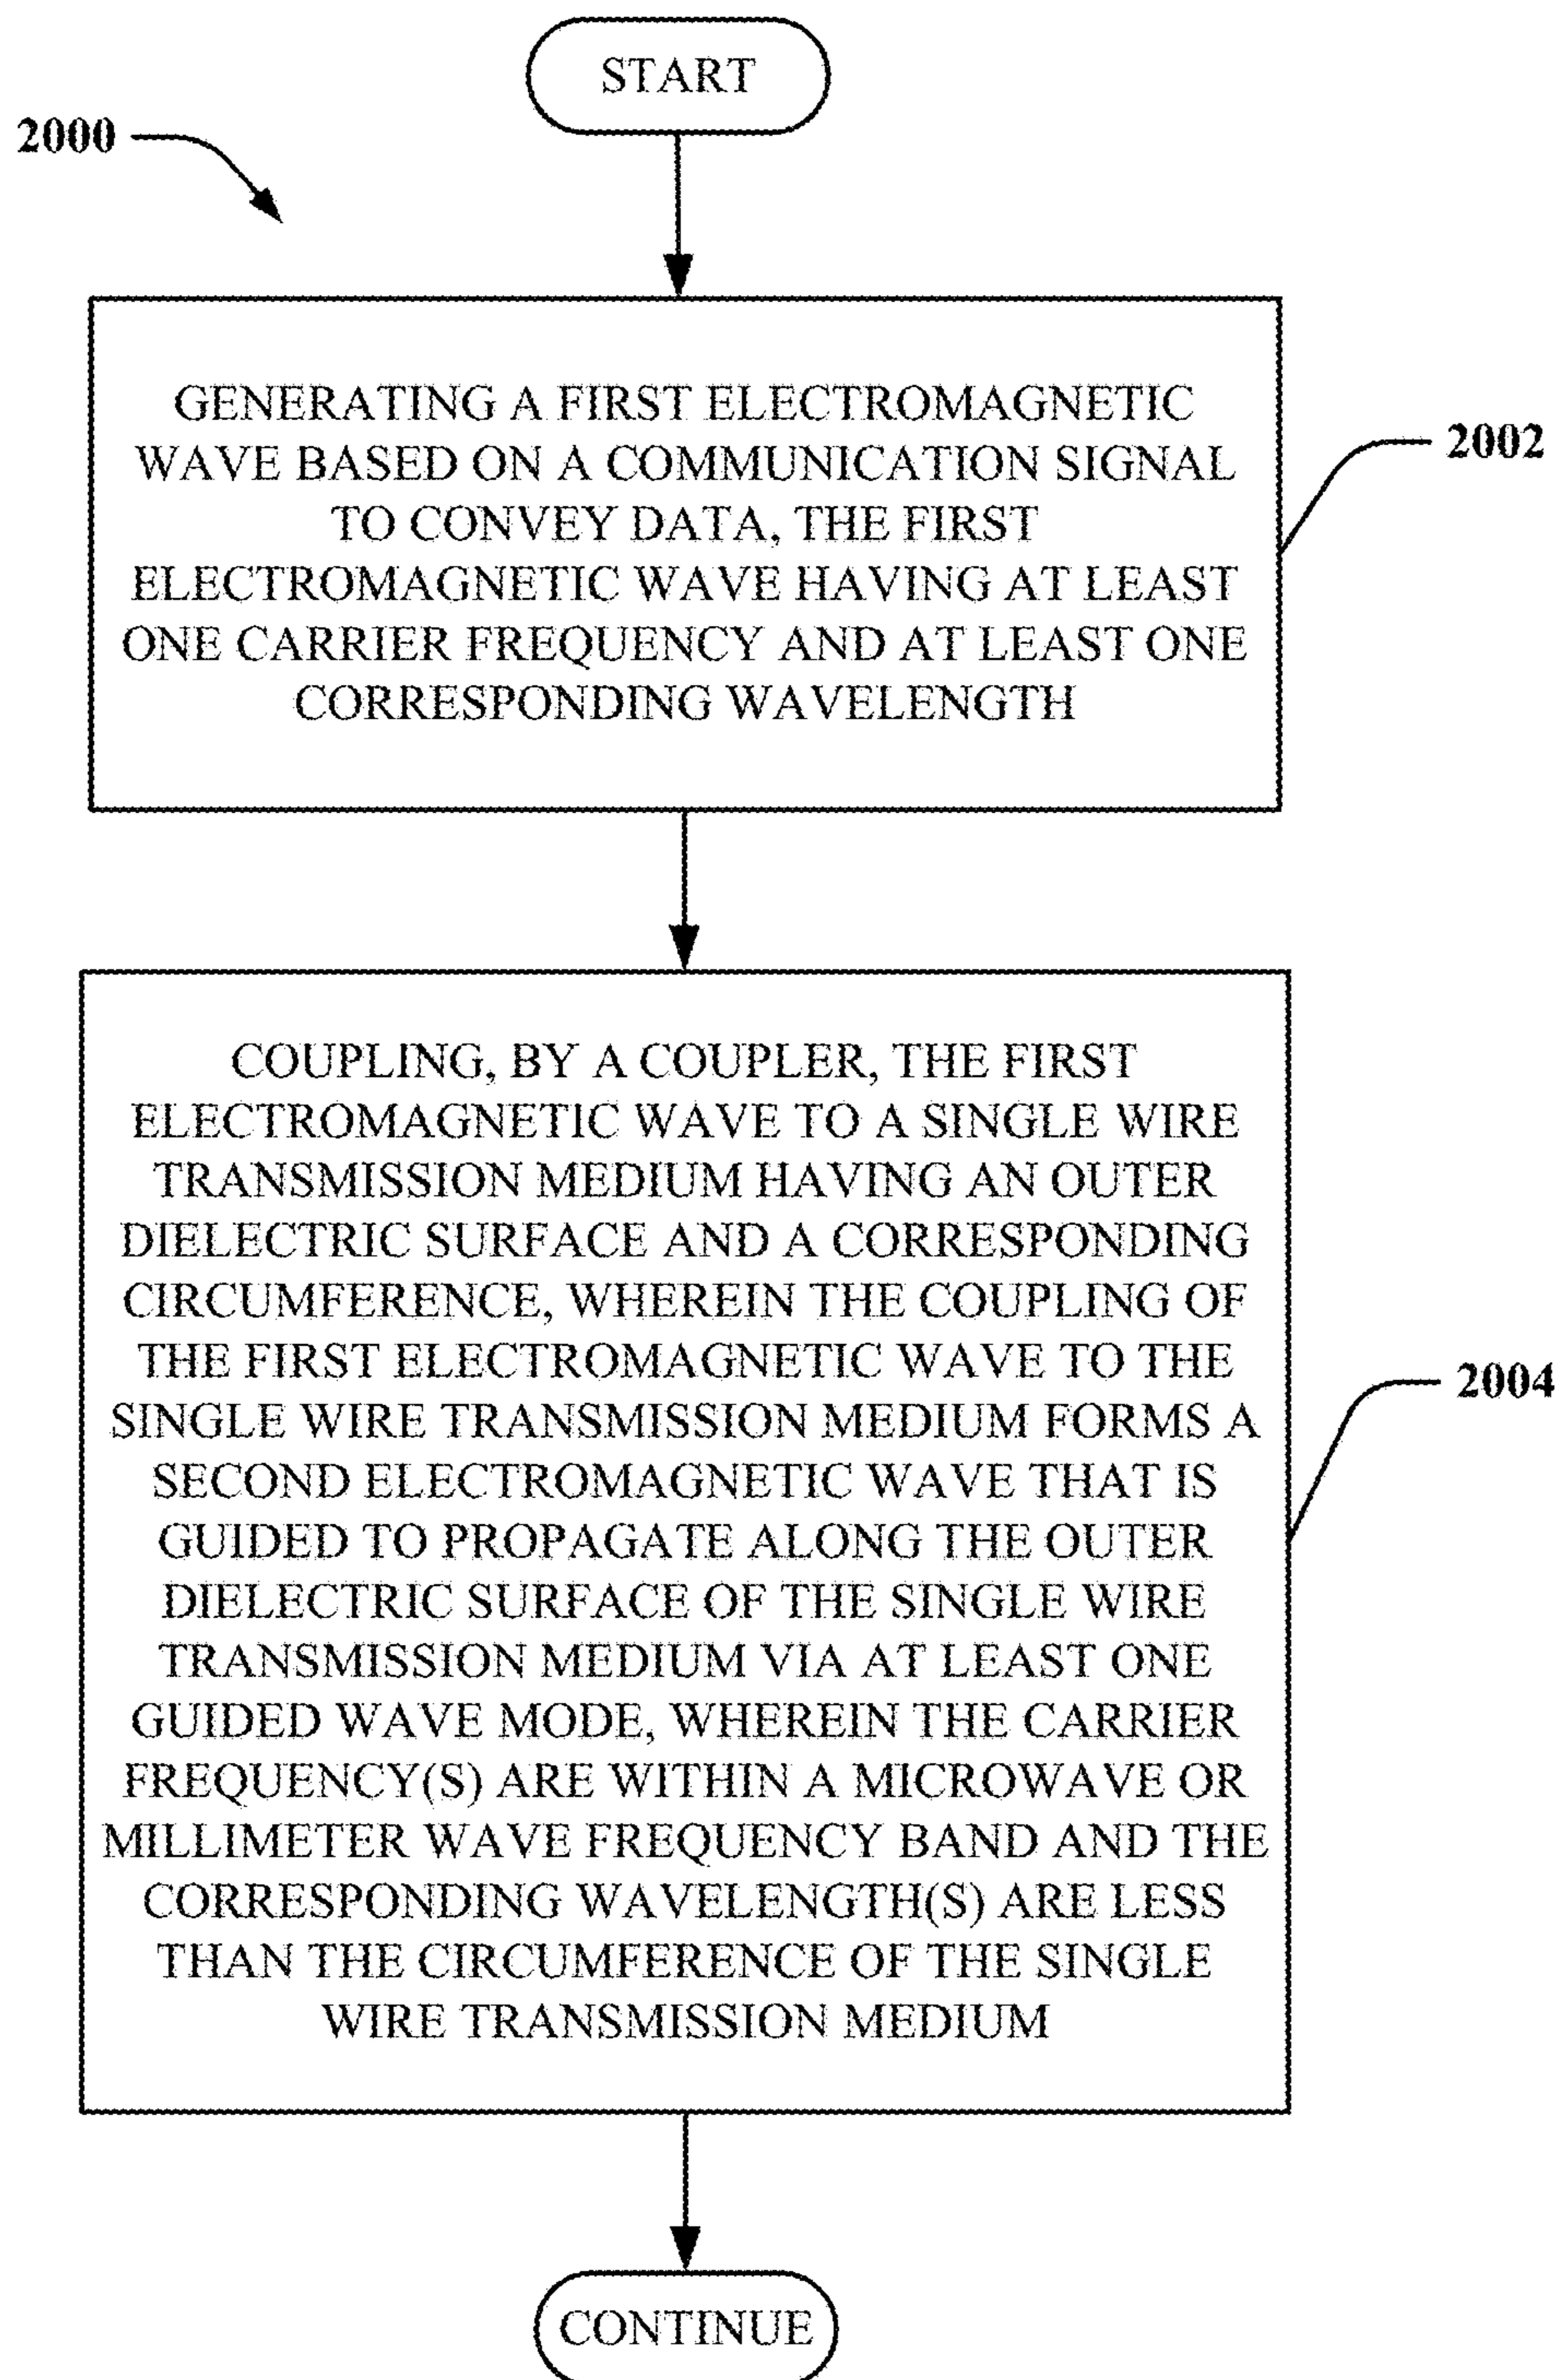 START
2000
GENERATING A FIRST ELECTROMAGNETIC
WAVE BASED ON A COMMUNICATION SIGNAL
TO CONVEY DATA, THE FIRST
ELECTROMAGNETIC WAVE HAVING AT LEAST
ONE CARRIER FREQUENCY AND AT LEAST ONE
CORRESPONDING WAVELENGTH
2002
COUPLING, BY A COUPLER, THE FIRST
ELECTROMAGNETIC WAVE TO A SINGLE WIRE
TRANSMISSION MEDIUM HAVING AN OUTER
DIELECTRIC SURFACE AND A CORRESPONDING
CIRCUMFERENCE, WHEREIN THE COUPLING OF
THE FIRST ELECTROMAGNETIC WAVE TO THE
SINGLE WIRE TRANSMISSION MEDIUM FORMS A
SECOND ELECTROMAGNETIC WAVE THAT IS
GUIDED TO PROPAGATE ALONG THE OUTER
DIELECTRIC SURFACE OF THE SINGLE WIRE
TRANSMISSION MEDIUM VIA AT LEAST ONE
GUIDED WAVE MODE, WHEREIN THE CARRIER
FREQUENCY(S) ARE WITHIN A MICROWAVE OR
MILLIMETER WAVE FREQUENCY BAND AND THE
CORRESPONDING WAVELENGTH(S) ARE LESS
THAN THE CIRCUMFERENCE OF THE SINGLE
WIRE TRANSMISSION MEDIUM
2004
CONTINUE